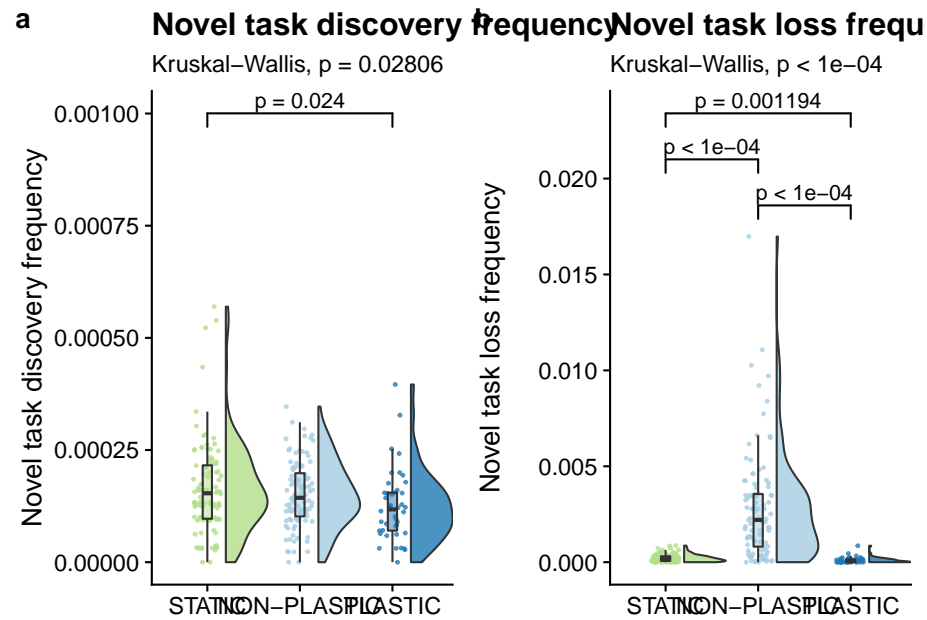 a
Novel task discovery frequency
Kruskal−Wallis, p = 0.02806
p = 0.024
0.00100
0.00075
0.00050
0.00025
0.00000
Novel task discovery frequency
STATIC
NON−PLASTIC
PLASTIC
b
Novel task loss frequ
Kruskal−Wallis, p < 1e−04
p = 0.001194
p < 1e−04
p < 1e−04
0.020
0.015
0.010
0.005
0.000
Novel task loss frequency
STATIC
NON−PLASTIC
PLASTIC